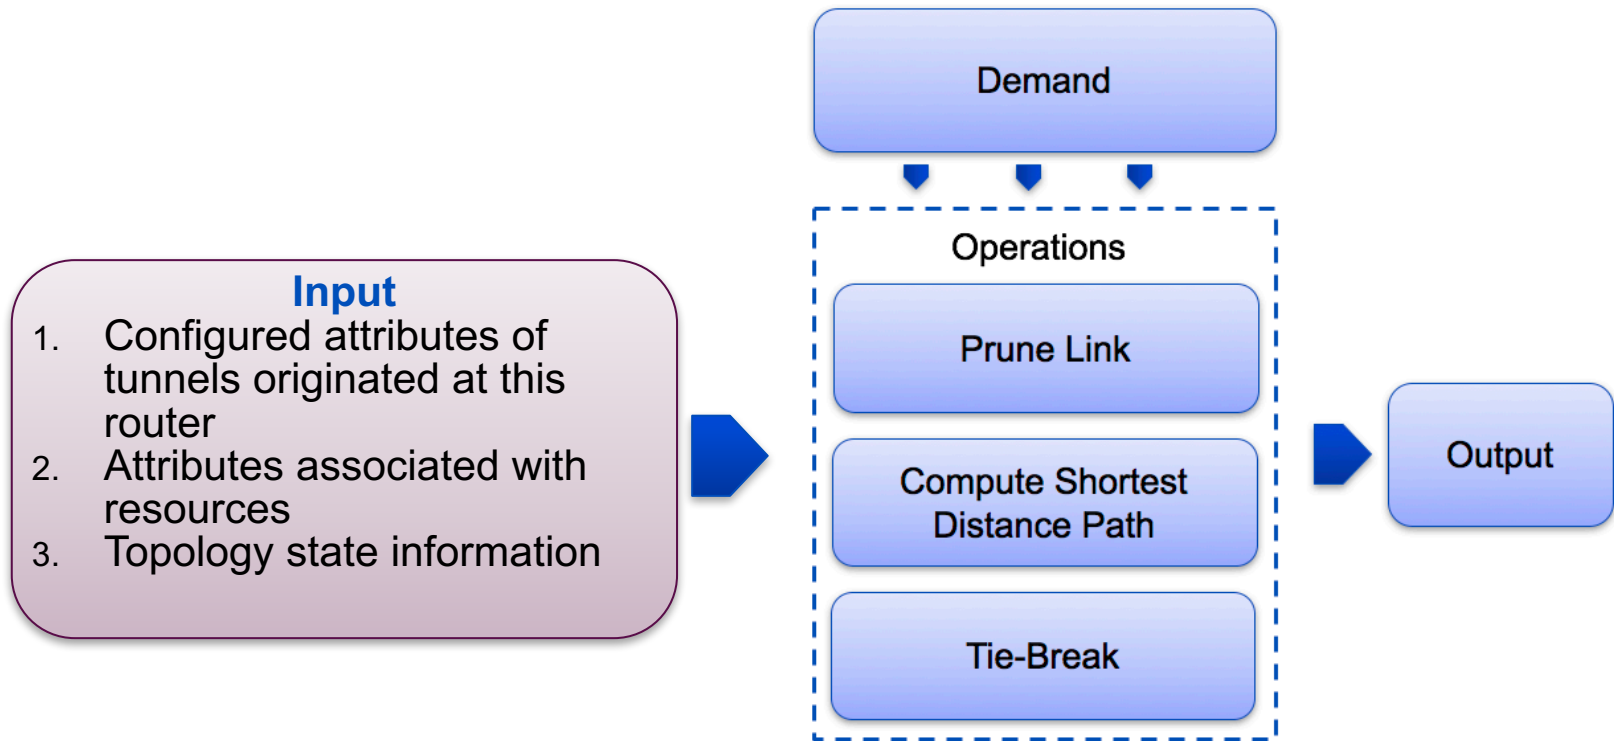 Demand
Operations
Input
1. Configured attributes of
tunnels originated at this
router
2. Attributes associated with
resources
3. Topology state information
Prune Link
Compute Shortest
Distance Path
Tie-Break
Output